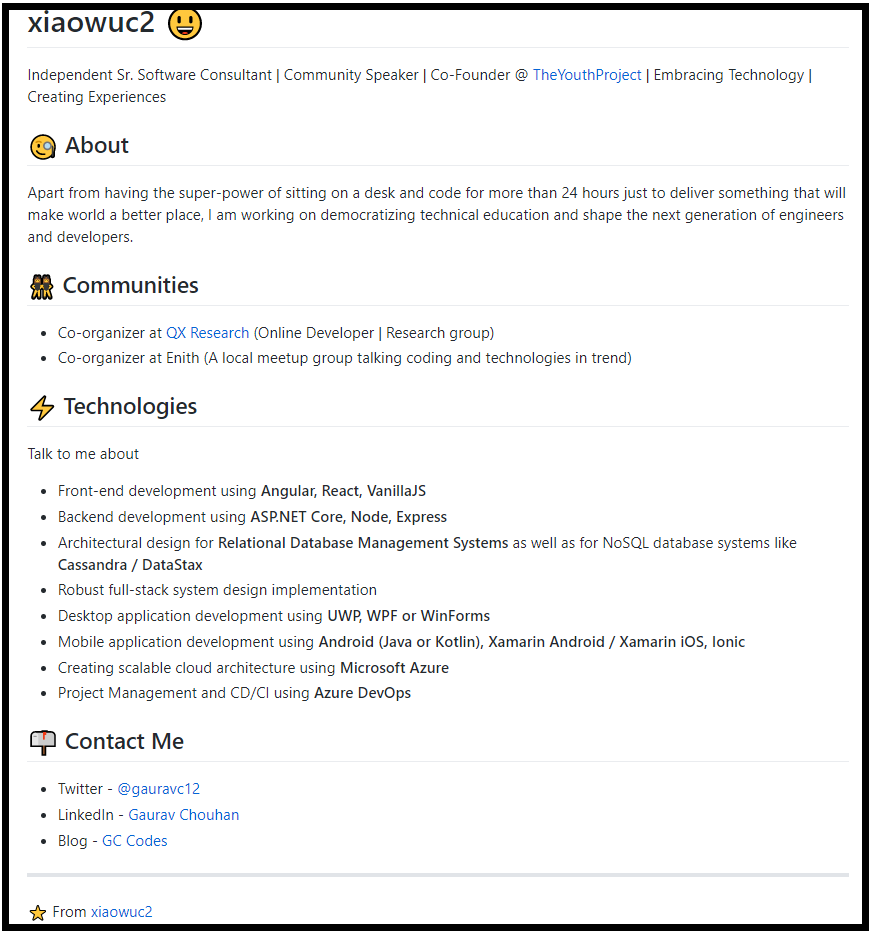 xiaowuc2 😃
Independent Sr. Software Consultant | Community Speaker | Co-Founder @ TheYouthProject | Embracing Technology |
Creating Experiences
🧐 About
Apart from having the super-power of sitting on a desk and code for more than 24 hours just to deliver something that will
make world a better place, I am working on democratizing technical education and shape the next generation of engineers
and developers.
👯 Communities
• Co-organizer at QX Research (Online Developer | Research group)
• Co-organizer at Enith (A local meetup group talking coding and technologies in trend)
⚡ Technologies
Talk to me about
• Front-end development using Angular, React, VanillaJS
• Backend development using ASP.NET Core, Node, Express
• Architectural design for Relational Database Management Systems as well as for NoSQL database systems like
Cassandra / DataStax
• Robust full-stack system design implementation
• Desktop application development using UWP, WPF or WinForms
• Mobile application development using Android (Java or Kotlin), Xamarin Android / Xamarin iOS, Ionic
• Creating scalable cloud architecture using Microsoft Azure
• Project Management and CD/CI using Azure DevOps
📫 Contact Me
• Twitter - @gauravc12
• LinkedIn - Gaurav Chouhan
• Blog - GC Codes
⭐ From xiaowuc2